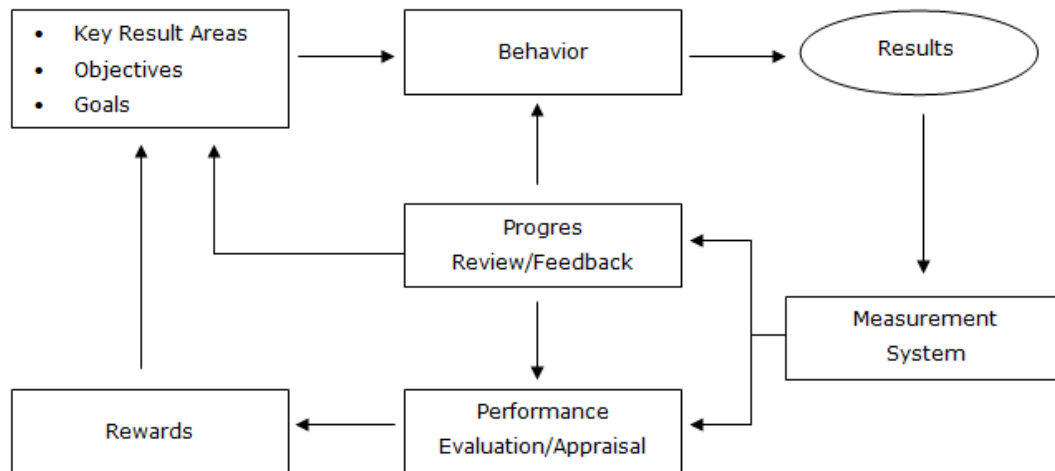 • Key Result Areas
• Objectives
• Goals
Behavior
Results
Progres
Review/Feedback
Measurement
System
Rewards
Performance
Evaluation/Appraisal